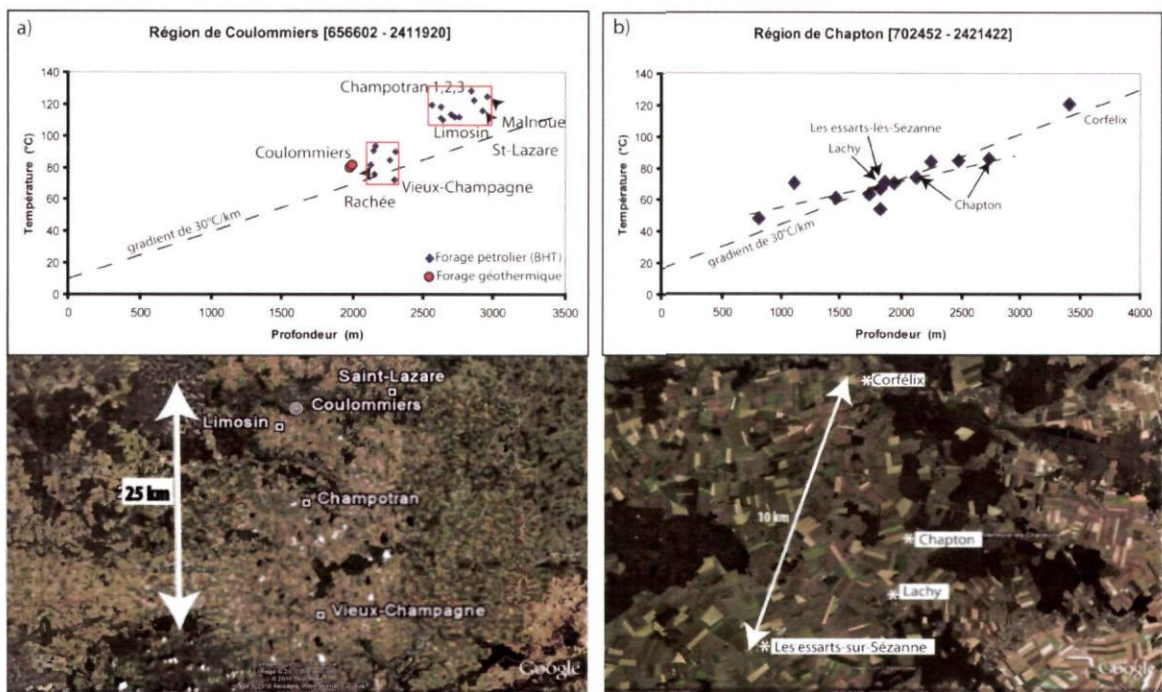 a)
Région de Coulommiers [656602 - 2411920]
Température (°C)
140
120
100
80
60
40
20
0
Champotran 1,2,3
Limosin
Malnoue
St-Lazare
Coulommiers
Rachée
Vieux-Champagne
gradient de 30°C/km
Forage pétrolier (BHT)
Forage géothermique
0
500
1000
1500
2000
2500
3000
3500
Profondeur (m)
b)
Région de Chapton [702452 - 2421422]
Température (°C)
140
120
100
80
60
40
20
0
Corfélix
Les essarts-lés-Sézanne
Lachy
Chapton
gradient de 30°C/km
0
500
1000
1500
2000
2500
3000
3500
4000
Profondeur (m)
Saint-Lazare
Coulommiers
Limosin
25 km
Champotran
Vieux-Champagne
Google
Corfélix
10 km
Chapton
Lachy
Les essarts-sur-Sézanne
Google